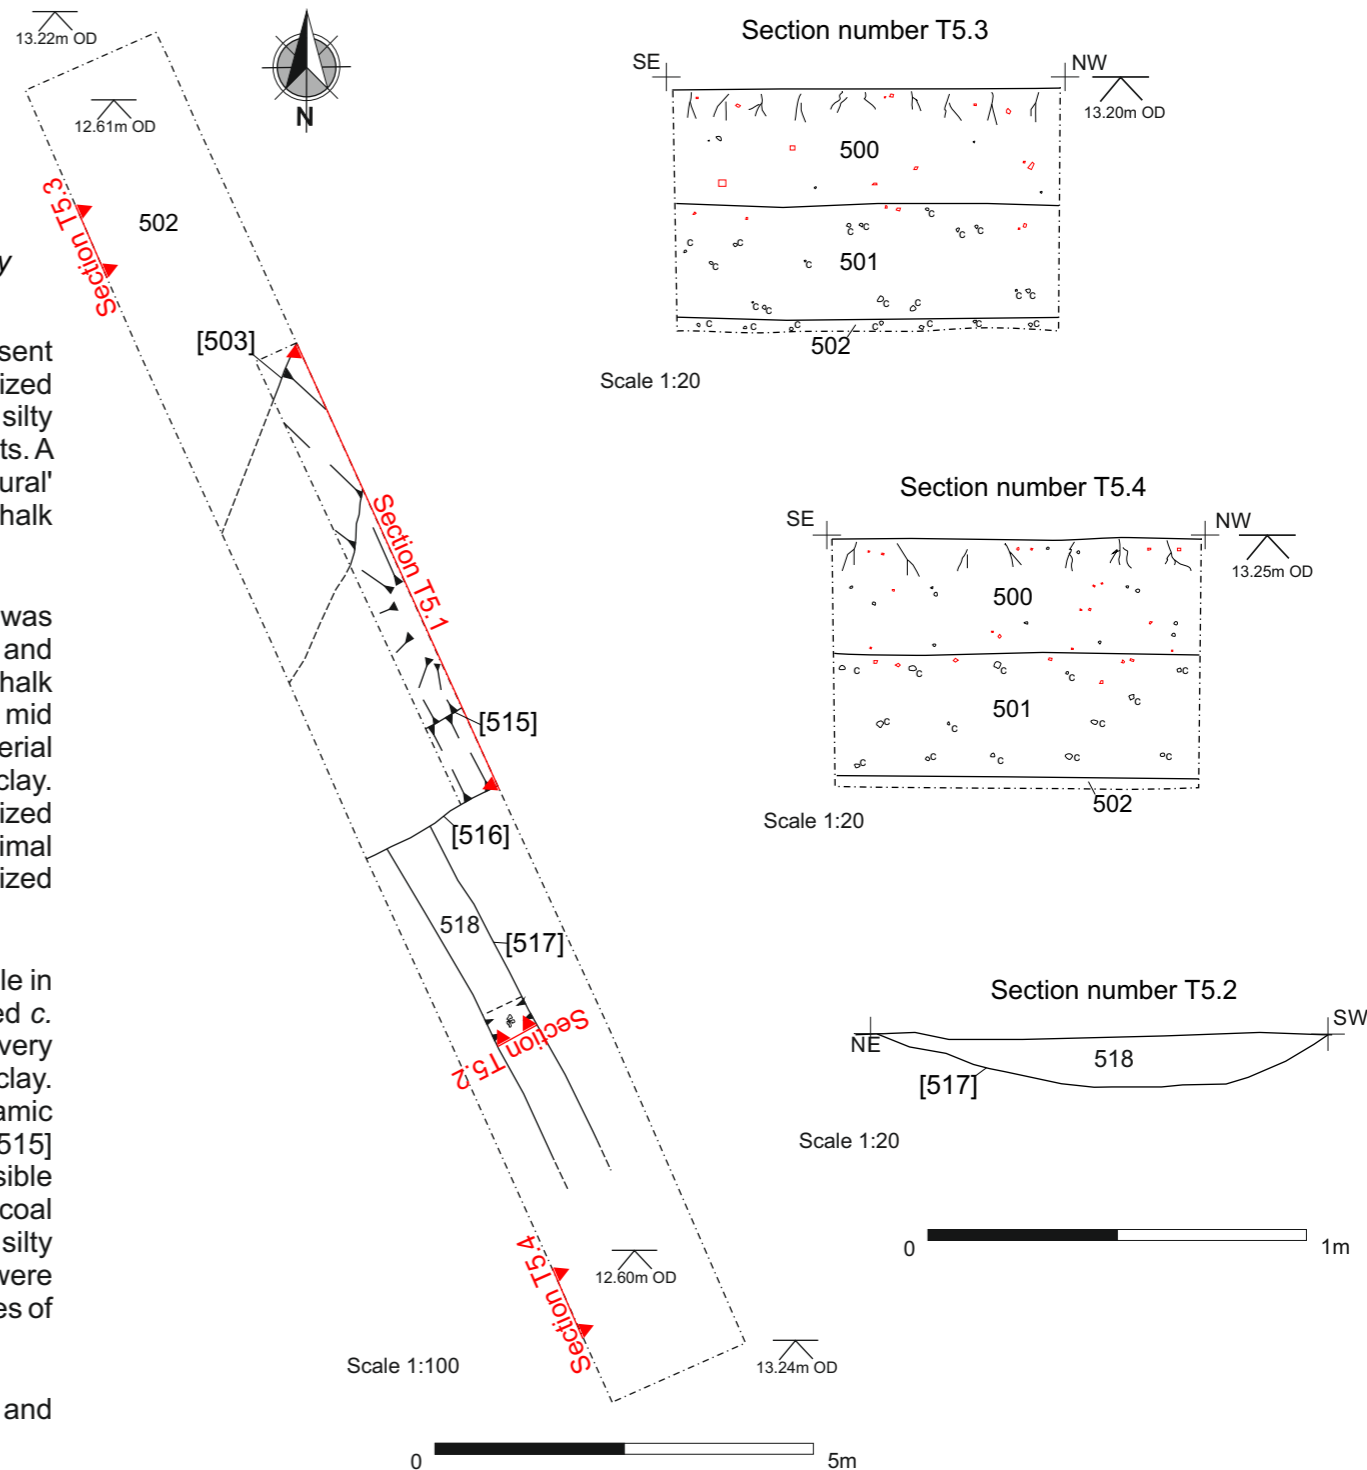 y
sent
ized
silty
ts. A
ural'
halk
was
and
halk
mid
erial
clay.
ized
imal
ized
le in
ed c.
very
clay.
amic
515]
sible
coal
silty
were
es of
and
13.22m OD
12.61m OD
N
502
Section T5.3
[503]
Section T5.1
[515]
[516]
518
[517]
Section T5.2
Section T5.4
12.60m OD
13.24m OD
Scale 1:100
0
5m
Section number T5.3
SE
NW
13.20m OD
500
c
c c
c c
c
c
c
c
501
c c
c
c
c
c
c c c c c c c
502
Scale 1:20
Section number T5.4
SE
NW
13.25m OD
500
c c c c c
c
501
c c c
c c c c c
502
Scale 1:20
Section number T5.2
NE
SW
518
[517]
Scale 1:20
0
1m